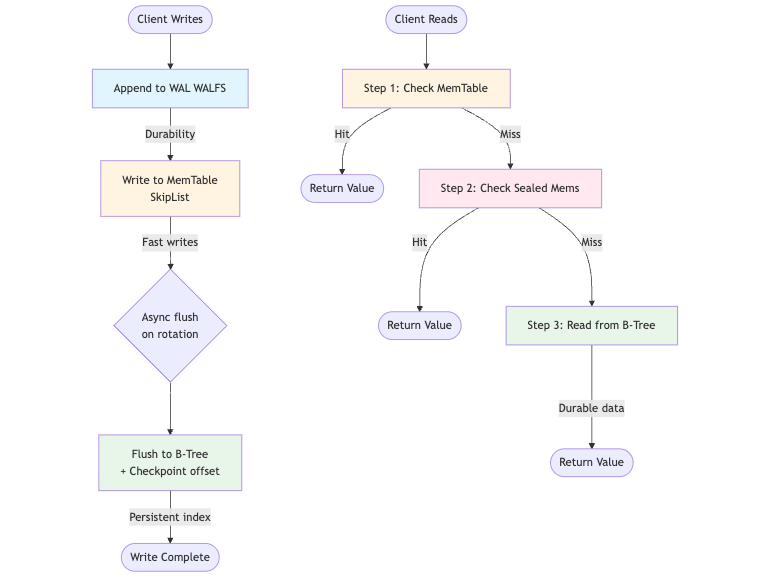 Client Writes
Append to WAL WALFS
Durability
Write to MemTable
SkipList
Fast writes
Async flush
on rotation
Flush to B-Tree
+ Checkpoint offset
Persistent index
Write Complete
Client Reads
Step 1: Check MemTable
Hit
Miss
Return Value
Step 2: Check Sealed Mems
Hit
Miss
Return Value
Step 3: Read from B-Tree
Durable data
Return Value